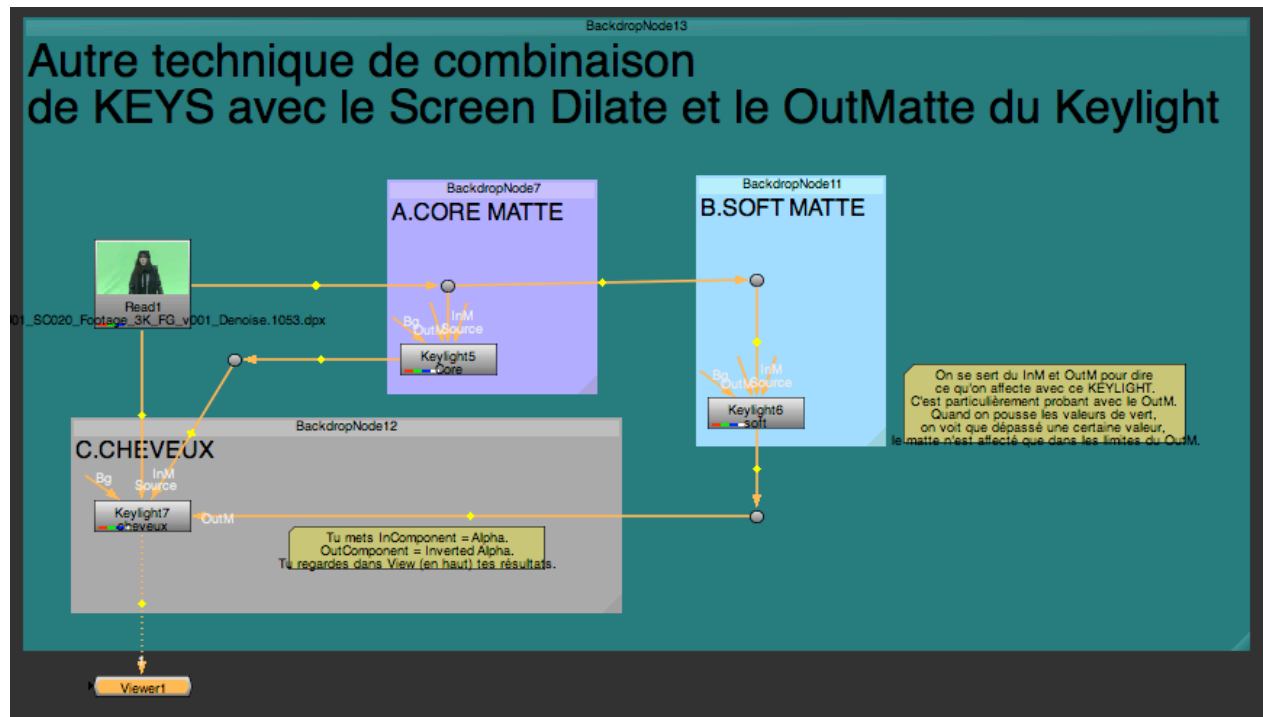 BackdropNode13
Autre technique de combinaison
de KEYS avec le Screen Dilate et le OutMatte du Keylight
BackdropNode7
A.CORE MATTE
BackdropNode11
B.SOFT MATTE
Read1
01_SC020_Footage_3K_FG_v001_Denoise.1053.dpx
Bg
OutM
InM
Source
Keylight5
Core
Bg
OutM
InM
Source
Keylight6
soft
On se sert du InM et OutM pour dire
ce qu'on affecte avec ce KEYLIGHT.
C'est particulièrement probant avec le OutM.
Quand on pousse les valeurs de vert,
on voit que dépassé une certaine valeur,
le matte n'est affecté que dans les limites du OutM.
BackdropNode12
C.CHEVEUX
Bg
InM
Source
Keylight7
cheveux
OutM
Tu mets InComponent = Alpha.
OutComponent = Inverted Alpha.
Tu regardes dans View (en haut) tes résultats.
Viewer1